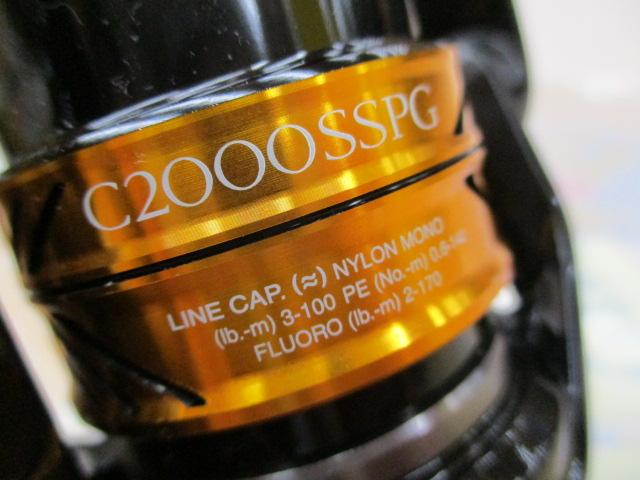 C2000SSPG
LINE CAP. (≈) NYLON MONO
(lb.-m) 3-100 PE (No.-m) 0.6-140
FLUORO (lb.-m) 2-170